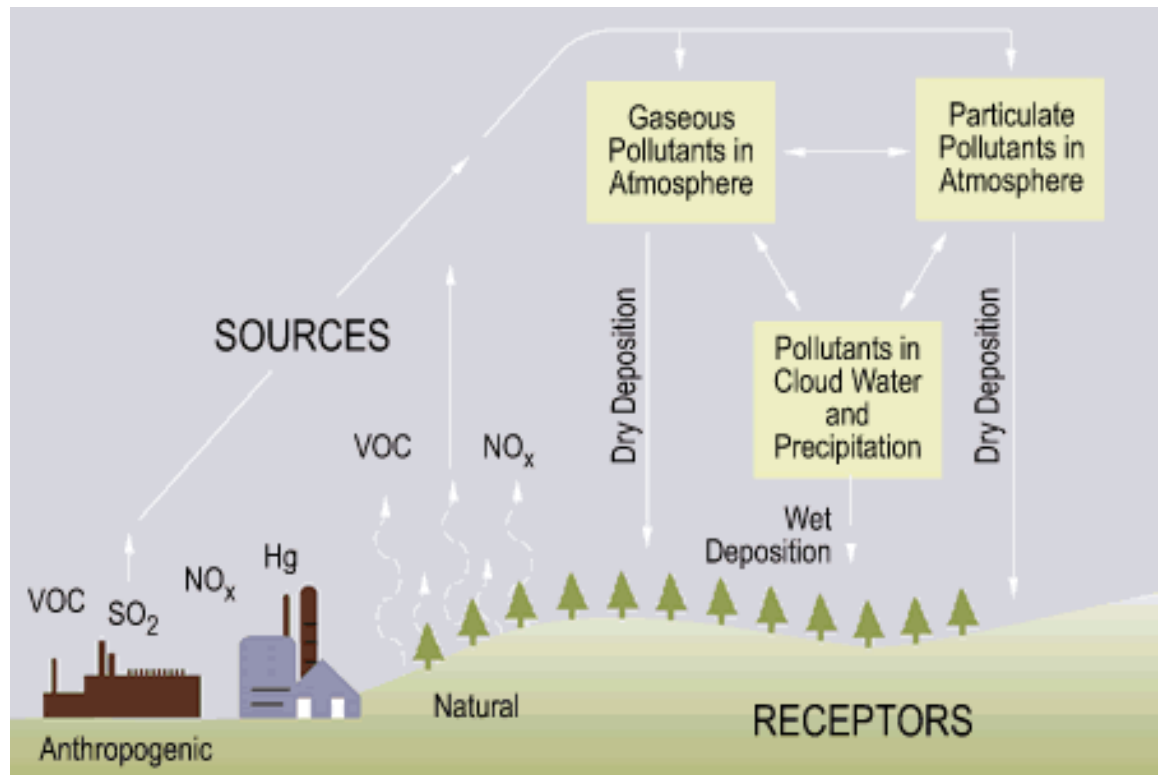 Gaseous
Pollutants in
Atmosphere
Particulate
Pollutants in
Atmosphere
SOURCES
Dry Deposition
Pollutants in
Cloud Water
and
Precipitation
Dry Deposition
VOC
NOx
Wet
Deposition
VOC
SO2
NOx
Hg
Natural
RECEPTORS
Anthropogenic